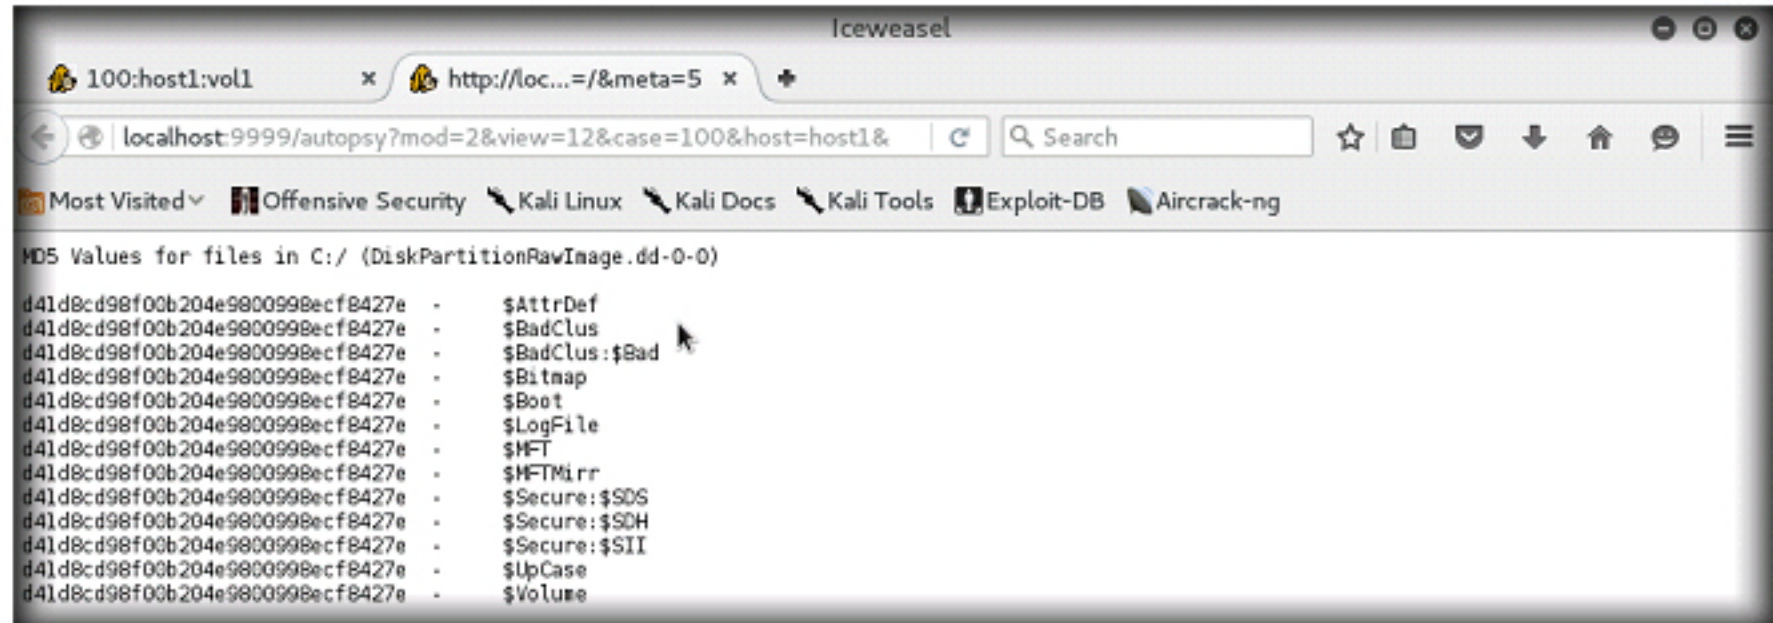 Iceweasel
100:host1:vol1
http://loc...=/&meta=5
localhost:9999/autopsy?mod=2&view=12&case=100&host=host1&
Search
Most Visited Offensive Security Kali Linux Kali Docs Kali Tools Exploit-DB Aircrack-ng
MD5 Values for files in C:/ (DiskPartitionRawImage.dd-0-0)
d41d8cd98f00b204e9800998ecf8427e - $AttrDef
d41d8cd98f00b204e9800998ecf8427e - $BadClus
d41d8cd98f00b204e9800998ecf8427e - $BadClus:$Bad
d41d8cd98f00b204e9800998ecf8427e - $Bitmap
d41d8cd98f00b204e9800998ecf8427e - $Boot
d41d8cd98f00b204e9800998ecf8427e - $LogFile
d41d8cd98f00b204e9800998ecf8427e - $MFT
d41d8cd98f00b204e9800998ecf8427e - $MFTMirr
d41d8cd98f00b204e9800998ecf8427e - $Secure:$SDS
d41d8cd98f00b204e9800998ecf8427e - $Secure:$SDH
d41d8cd98f00b204e9800998ecf8427e - $Secure:$SII
d41d8cd98f00b204e9800998ecf8427e - $UpCase
d41d8cd98f00b204e9800998ecf8427e - $Volume